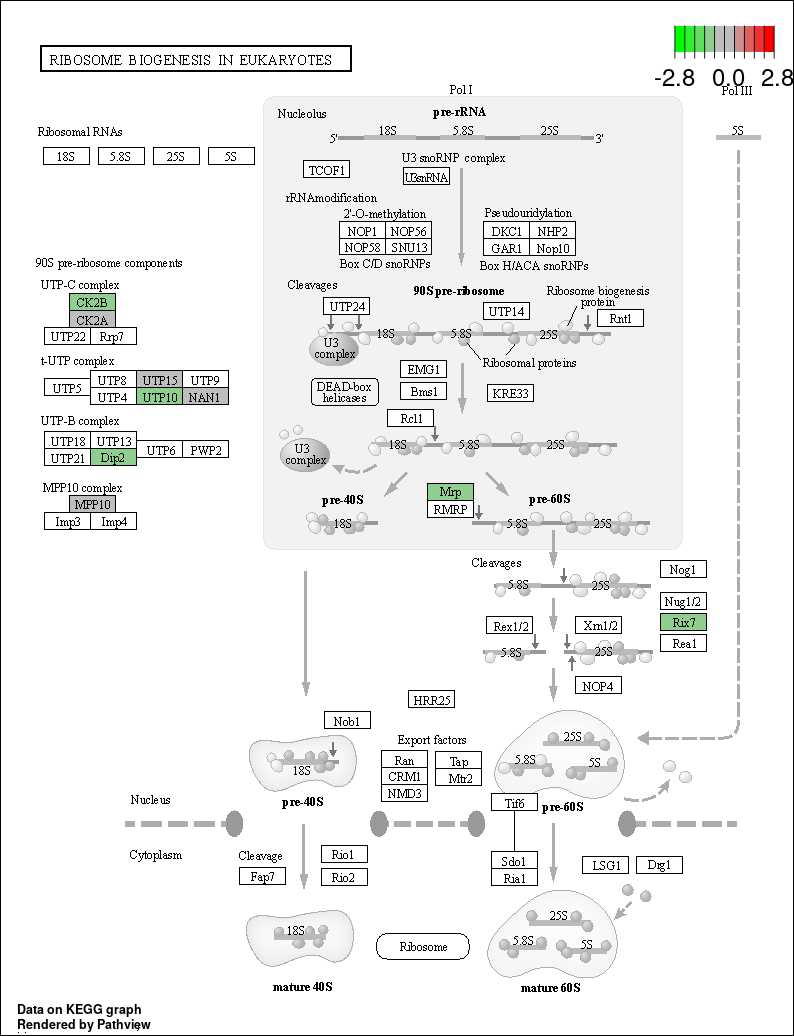 RIBOSOME BIOGENESIS IN EUKARYOTES
-2.8 0.0 2.8
Pol I
Pol III
Nucleolus
pre-rRNA
Ribosomal RNAs
18S 5.8S 25S 5S
5' 18S 5.8S 25S 3'
5S
U3 snoRNP complex
TCOF1
U3snRNA
rRNAmodification
2'-O-methylation
NOP1 NOP56
NOP58 SNU13
Box C/D snoRNPs
Pseudouridylation
DKC1 NHP2
GAR1 Nop10
Box H/ACA snoRNPs
90S pre-ribosome components
UTP-C complex
CK2B
CK2A
UTP22 Rrp7
t-UTP complex
UTP5
UTP8 UTP15 UTP9
UTP4 UTP10 NAN1
UTP-B complex
UTP18 UTP13
UTP21 Dip2
UTP6 PWP2
MPP10 complex
MPP10
Imp3 Imp4
Cleavages
90S pre-ribosome
Ribosome biogenesis
protein
UTP24
UTP14
Rnt1
18S 5.8S 25S
U3
complex
Ribosomal proteins
EMG1
Bms1
KRE33
DEAD-box
helicases
Rcl1
18S 5.8S 25S
U3
complex
pre-40S
Mrp
RMRP
pre-60S
18S
5.8S 25S
Cleavages
5.8S 25S
Nog1
Nug1/2
Rix7
Rea1
Rex1/2
Xrn1/2
5.8S 25S
NOP4
HRR25
Nob1
18S
pre-40S
Export factors
Ran
CRM1
NMD3
Tap
Mtr2
25S
5.8S
5S
Tif6
pre-60S
Nucleus
Cytoplasm
Cleavage
Fap7
Rio1
Rio2
Sdo1
Ria1
LSG1
Drg1
18S
mature 40S
Ribosome
25S
5.8S
5S
mature 60S
Data on KEGG graph
Rendered by Pathview